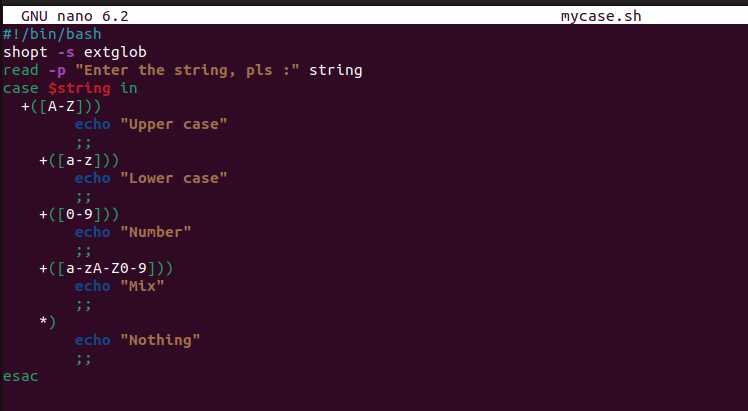 GNU nano 6.2 mycase.sh
#!/bin/bash
shopt -s extglob
read -p "Enter the string, pls :" string
case $string in
+([A-Z]))
echo "Upper case"
;;
+([a-z]))
echo "Lower case"
;;
+([0-9]))
echo "Number"
;;
+([a-zA-Z0-9]))
echo "Mix"
;;
*)
echo "Nothing"
;;
esac